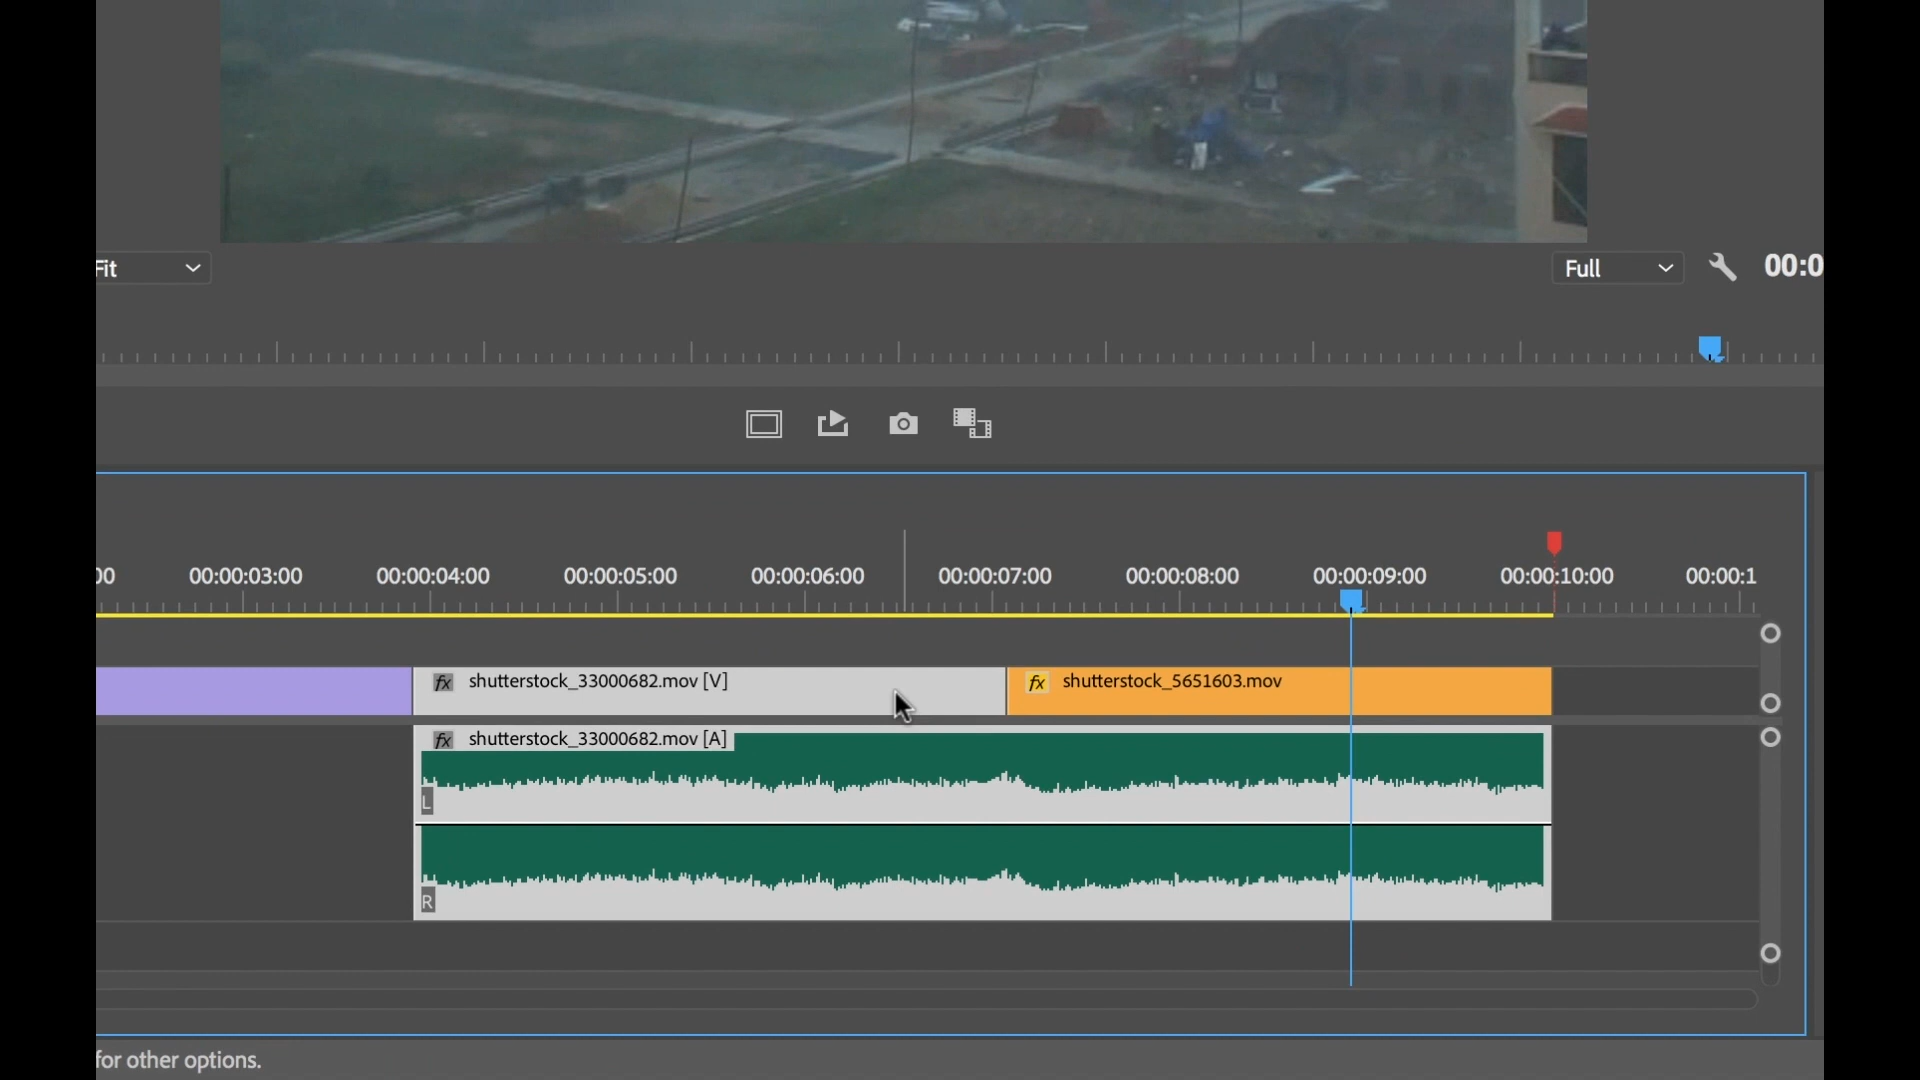 Fit
Full
00:0
00
00:00:03:00
00:00:04:00
00:00:05:00
00:00:06:00
00:00:07:00
00:00:08:00
00:00:09:00
00:00:10:00
00:00:1
fx shutterstock_33000682.mov [V]
fx shutterstock_5651603.mov
fx shutterstock_33000682.mov [A]
L
R
for other options.